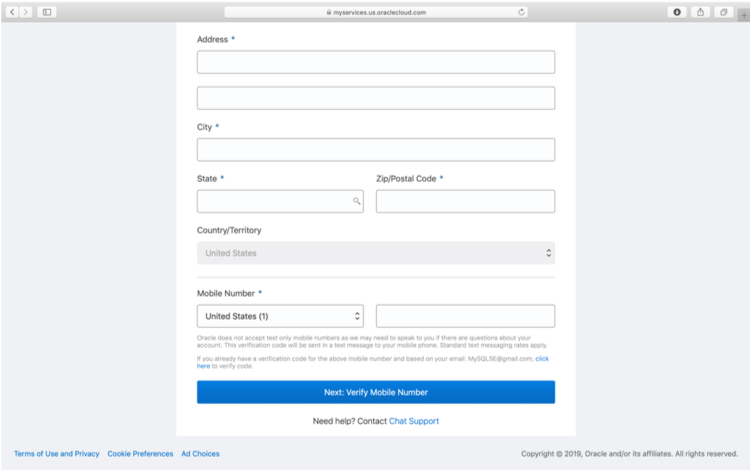 myservices.us.oraclecloud.com
Address *
City *
State *
Zip/Postal Code *
Country/Territory
United States
Mobile Number *
United States (1)
Oracle does not accept text only mobile numbers as we may need to speak to you if there are questions about your
account. This verification code will be sent in a text message to your mobile phone. Standard text messaging rates apply.
If you already have a verification code for the above mobile number and based on your email: MySQLSE@gmail.com, click
here to verify code.
Next: Verify Mobile Number
Need help? Contact Chat Support
Terms of Use and Privacy Cookie Preferences Ad Choices
Copyright © 2019, Oracle and/or its affiliates. All rights reserved.